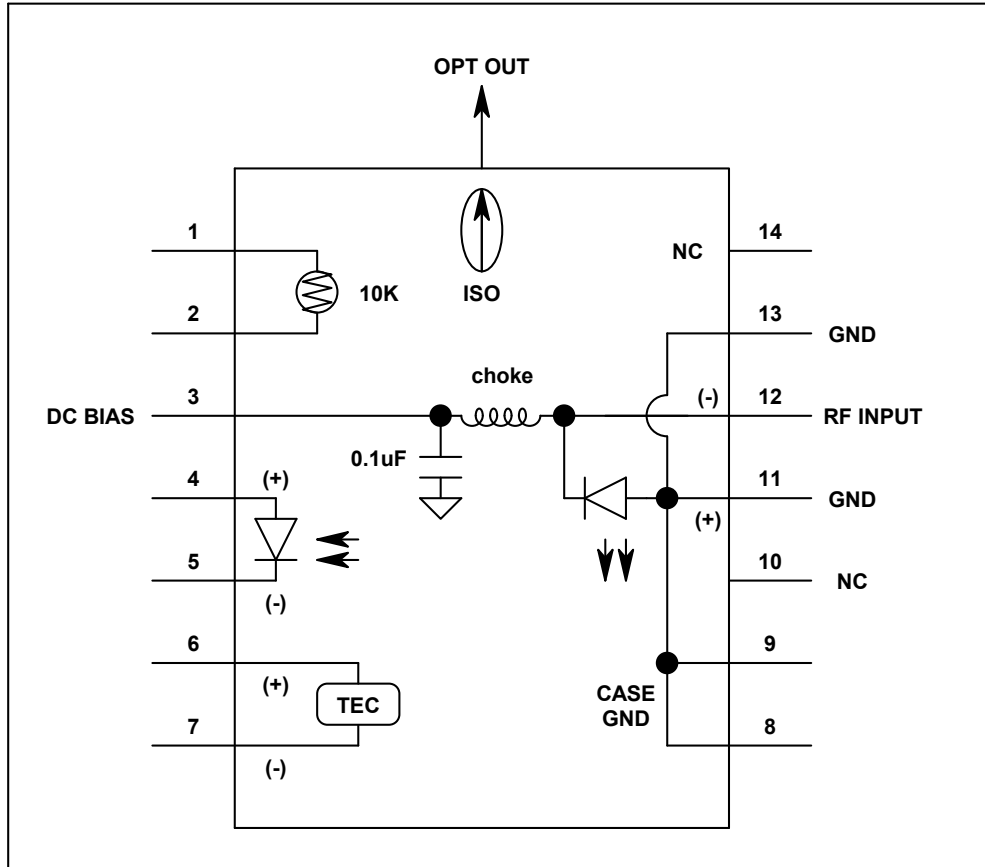 OPT OUT
1
14
NC
10K
ISO
2
13
GND
choke
3
(-)
12
DC BIAS
RF INPUT
0.1uF
4
(+)
11
GND
(+)
5
(-)
10
NC
6
(+)
9
TEC
CASE
GND
7
(-)
8